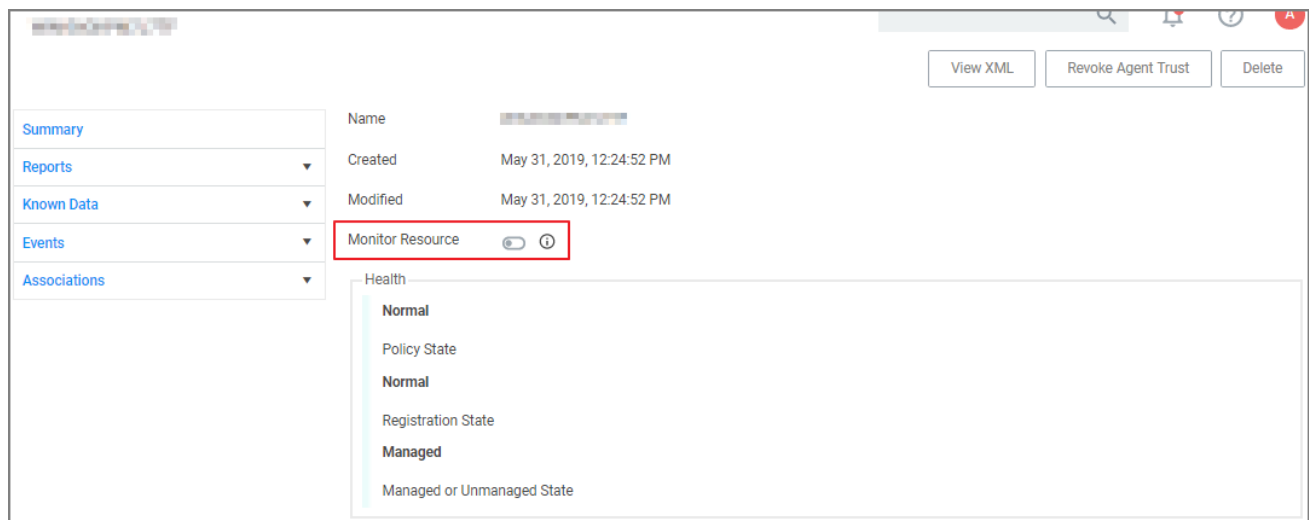 A
View XML Revoke Agent Trust Delete
Summary
Reports
Known Data
Events
Associations
Name
Created May 31, 2019, 12:24:52 PM
Modified May 31, 2019, 12:24:52 PM
Monitor Resource
Health
Normal
Policy State
Normal
Registration State
Managed
Managed or Unmanaged State